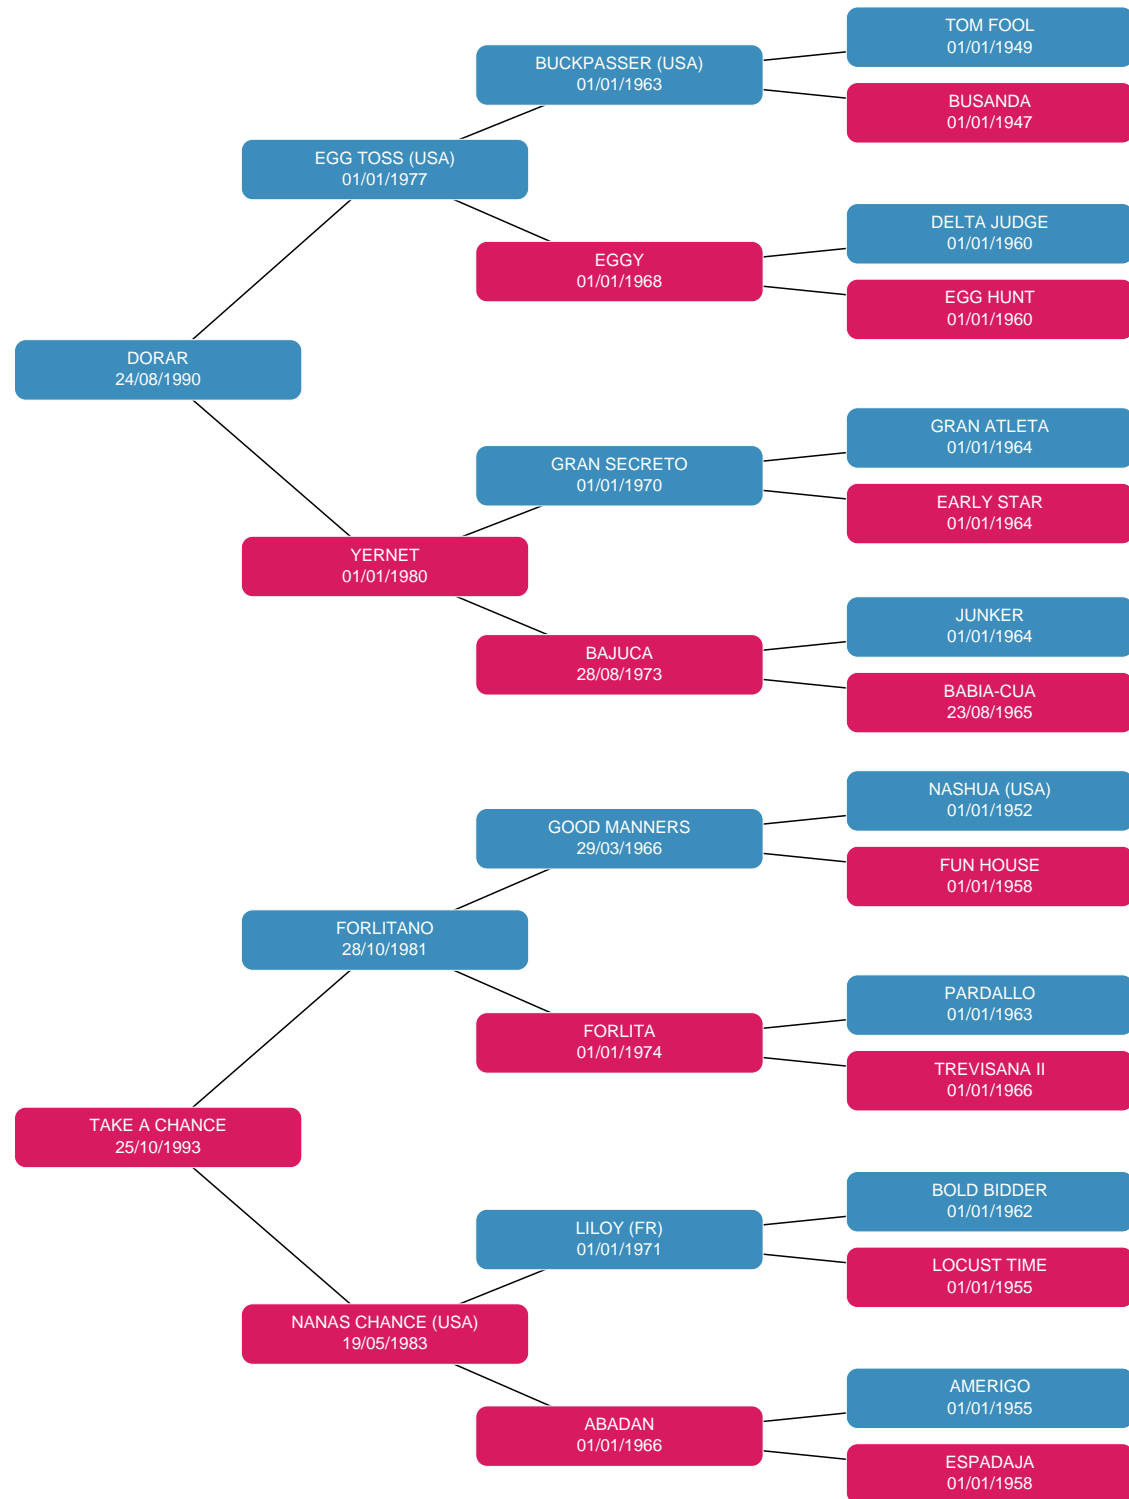 TOM FOOL
01/01/1949
BUCKPASSER (USA)
01/01/1963
BUSANDA
01/01/1947
EGG TOSS (USA)
01/01/1977
DELTA JUDGE
01/01/1960
EGGY
01/01/1968
EGG HUNT
01/01/1960
DORAR
24/08/1990
GRAN ATLETA
01/01/1964
GRAN SECRETO
01/01/1970
EARLY STAR
01/01/1964
YERNET
01/01/1980
JUNKER
01/01/1964
BAJUCA
28/08/1973
BABIA-CUA
23/08/1965
NASHUA (USA)
01/01/1952
GOOD MANNERS
29/03/1966
FUN HOUSE
01/01/1958
FORLITANO
28/10/1981
PARDALLO
01/01/1963
FORLITA
01/01/1974
TREVISANA II
01/01/1966
TAKE A CHANCE
25/10/1993
BOLD BIDDER
01/01/1962
LILOY (FR)
01/01/1971
LOCUST TIME
01/01/1955
NANAS CHANCE (USA)
19/05/1983
AMERIGO
01/01/1955
ABADAN
01/01/1966
ESPADAJA
01/01/1958